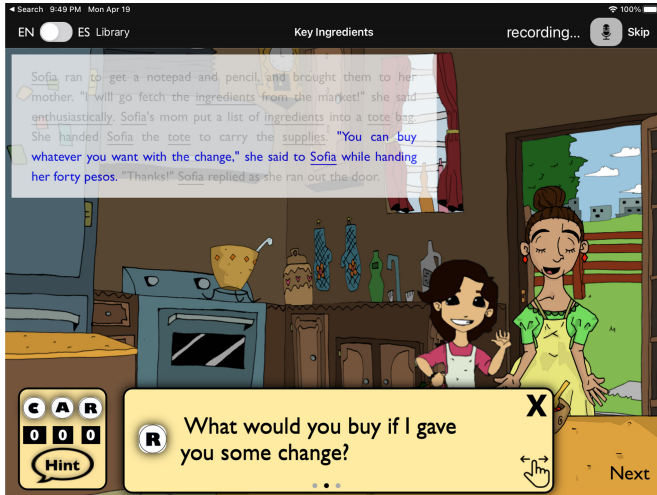 ◂ Search 9:49 PM Mon Apr 19 100%
EN ES Library Key Ingredients recording... Skip
Sofia ran to get a notepad and pencil, and brought them to her
mother. "I will go fetch the ingredients from the market!" she said
enthusiastically. Sofia's mom put a list of ingredients into a tote bag.
She handed Sofia the tote to carry the supplies. "You can buy
whatever you want with the change," she said to Sofia while handing
her forty pesos. "Thanks!" Sofia replied as she ran out the door.
C A R
0 0 0
Hint
R
What would you buy if I gave
you some change?
X
Next